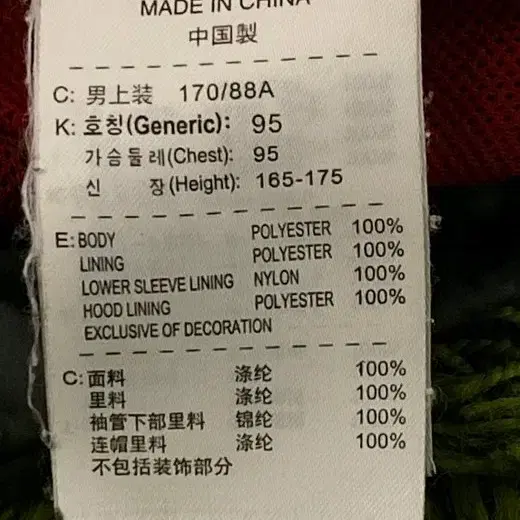 MADE IN CHINA
中国製
C: 男上装 170/88A
K: 호칭(Generic): 95
가슴둘레(Chest): 95
신 장(Height): 165-175
E: BODY POLYESTER 100%
LINING POLYESTER 100%
LOWER SLEEVE LINING NYLON 100%
HOOD LINING POLYESTER 100%
EXCLUSIVE OF DECORATION
C: 面料 涤纶 100%
里料 涤纶 100%
袖管下部里料 锦纶 100%
连帽里料 涤纶 100%
不包括装饰部分